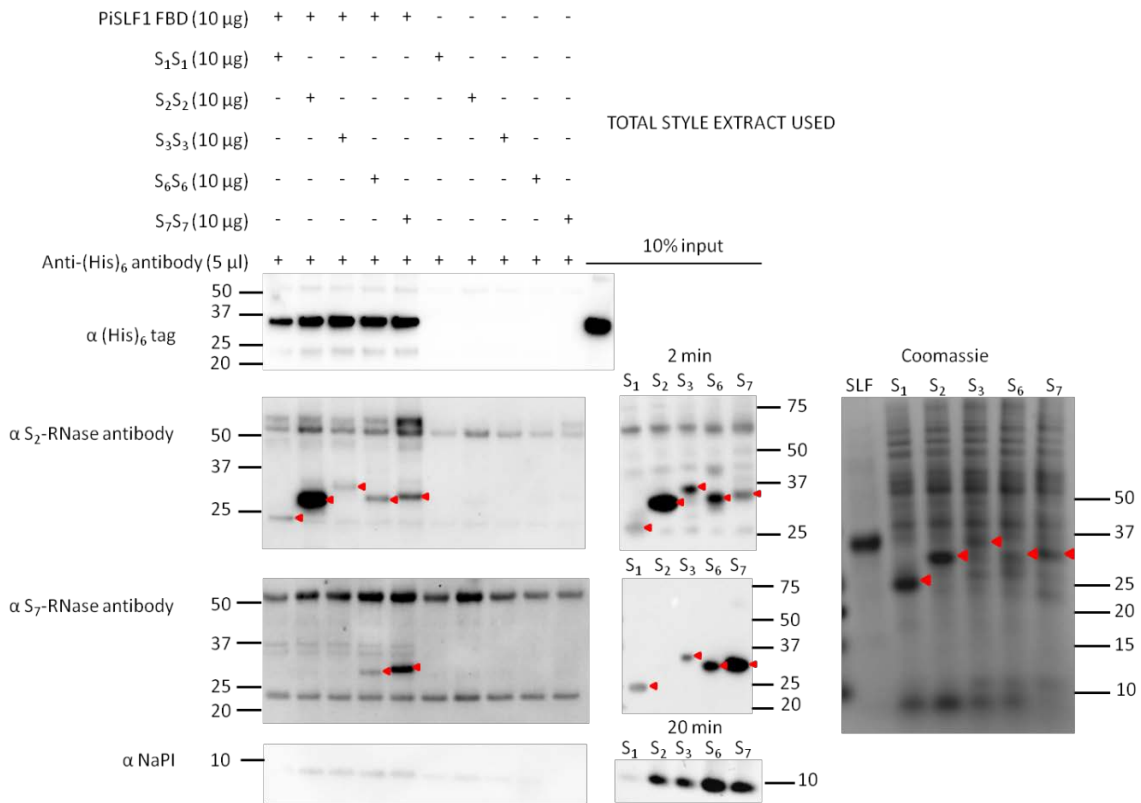 PiSLF1 FBD (10 µg) + + + + + - - - - -
S₁S₁ (10 µg) + - - - - + - - - -
S₂S₂ (10 µg) - + - - - - + - - -
TOTAL STYLE EXTRACT USED
S₃S₃ (10 µg) - - + - - - - + - -
S₆S₆ (10 µg) - - - + - - - - + -
S₇S₇ (10 µg) - - - - + - - - - +
10% input
Anti-(His)₆ antibody (5 µl) + + + + + + + + + +
50
37
α (His)₆ tag
25
20
2 min
S₁ S₂ S₃ S₆ S₇
75
α S₂-RNase antibody
50
50
37
37
25
25
Coomassie
SLF S₁ S₂ S₃ S₆ S₇
50
37
25
20
15
10
S₁ S₂ S₃ S₆ S₇
α S₇-RNase antibody
50
75
50
37
37
25
25
20
20
20 min
S₁ S₂ S₃ S₆ S₇
α NaPI
10
10